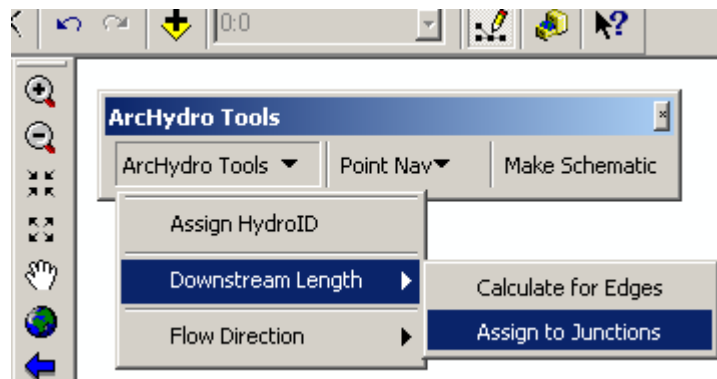 0:0
ArcHydro Tools
ArcHydro Tools Point Nav Make Schematic
Assign HydroID
Downstream Length
Calculate for Edges
Flow Direction
Assign to Junctions